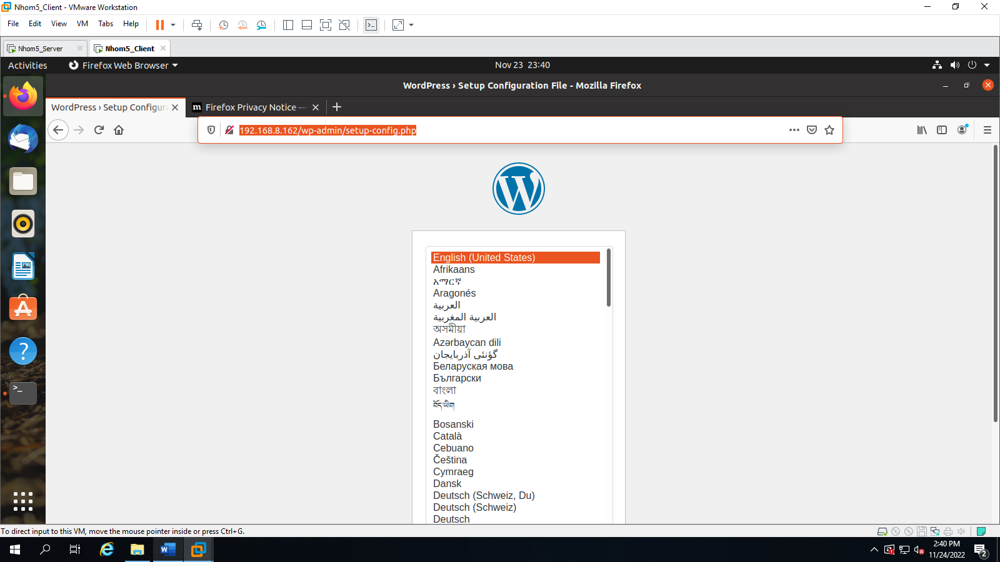 Nhom5_Client - VMware Workstation
File Edit View VM Tabs Help
Nhom5_Server
Nhom5_Client
Activities
Firefox Web Browser
Nov 23 23:40
WordPress › Setup Configuration File - Mozilla Firefox
WordPress › Setup Configura
m Firefox Privacy Notice —
192.168.8.162/wp-admin/setup-config.php
W
English (United States)
Afrikaans
አማርኛ
Aragonés
العربية
العربية المغربية
অসমীয়া
Azərbaycan dili
گؤنئی آذربایجان
Беларуская мова
Български
বাংলা
བོད་ཡིག
Bosanski
Català
Cebuano
Čeština
Cymraeg
Dansk
Deutsch (Schweiz, Du)
Deutsch (Schweiz)
Deutsch
To direct input to this VM, move the mouse pointer inside or press Ctrl+G.
2:40 PM
11/24/2022
2